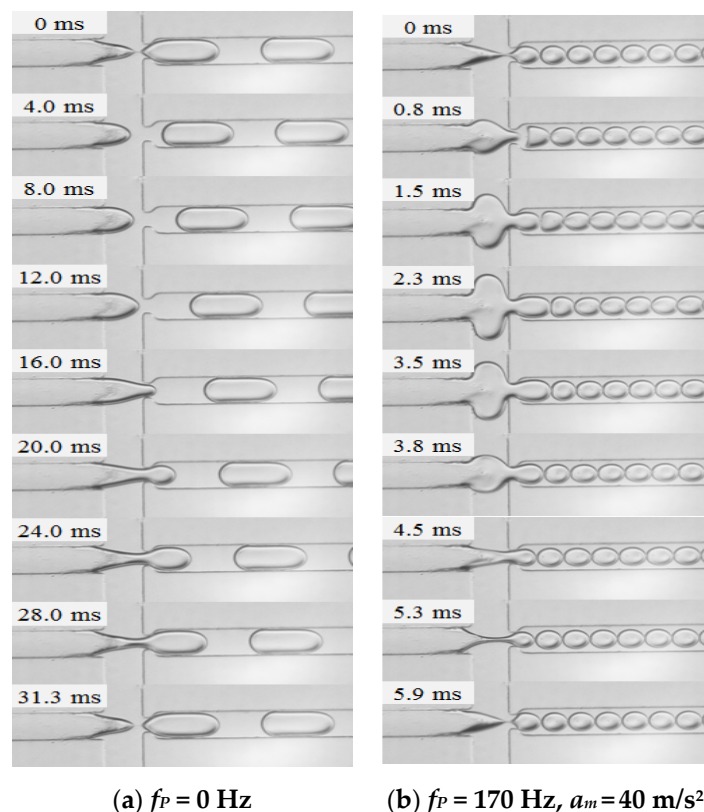 0 ms
4.0 ms
8.0 ms
12.0 ms
16.0 ms
20.0 ms
24.0 ms
28.0 ms
31.3 ms
(a) fP = 0 Hz
0 ms
0.8 ms
1.5 ms
2.3 ms
3.5 ms
3.8 ms
4.5 ms
5.3 ms
5.9 ms
(b) fP = 170 Hz, am = 40 m/s²